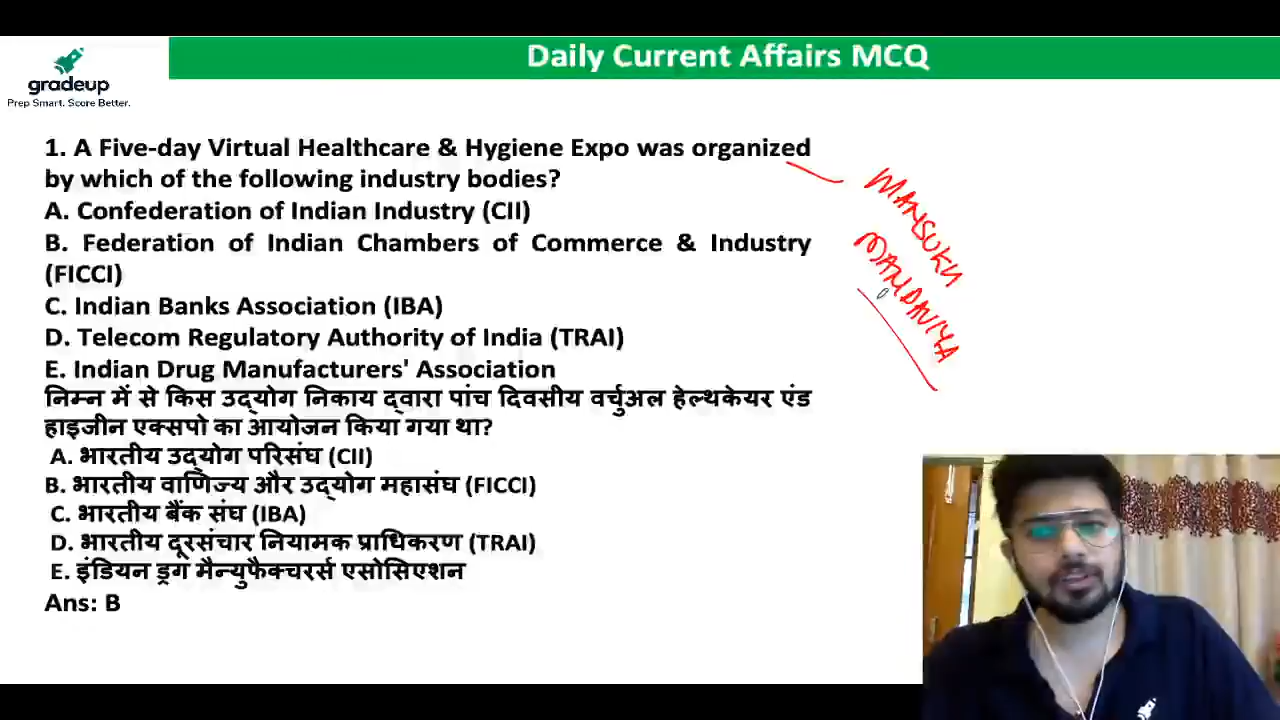 Daily Current Affairs MCQ
gradeup
Prep Smart. Score Better.
1. A Five-day Virtual Healthcare & Hygiene Expo was organized
by which of the following industry bodies?
A. Confederation of Indian Industry (CII)
B. Federation of Indian Chambers of Commerce & Industry
(FICCI)
C. Indian Banks Association (IBA)
D. Telecom Regulatory Authority of India (TRAI)
E. Indian Drug Manufacturers' Association
निम्न में से किस उद्योग निकाय द्वारा पांच दिवसीय वर्चुअल हेल्थकेयर एंड
हाइजीन एक्सपो का आयोजन किया गया था?
A. भारतीय उद्योग परिसंघ (CII)
B. भारतीय वाणिज्य और उद्योग महासंघ (FICCI)
C. भारतीय बैंक संघ (IBA)
D. भारतीय दूरसंचार नियामक प्राधिकरण (TRAI)
E. इंडियन ड्रग मैन्युफैक्चरर्स एसोसिएशन
Ans: B
MANSUKH
MANDAVIYA